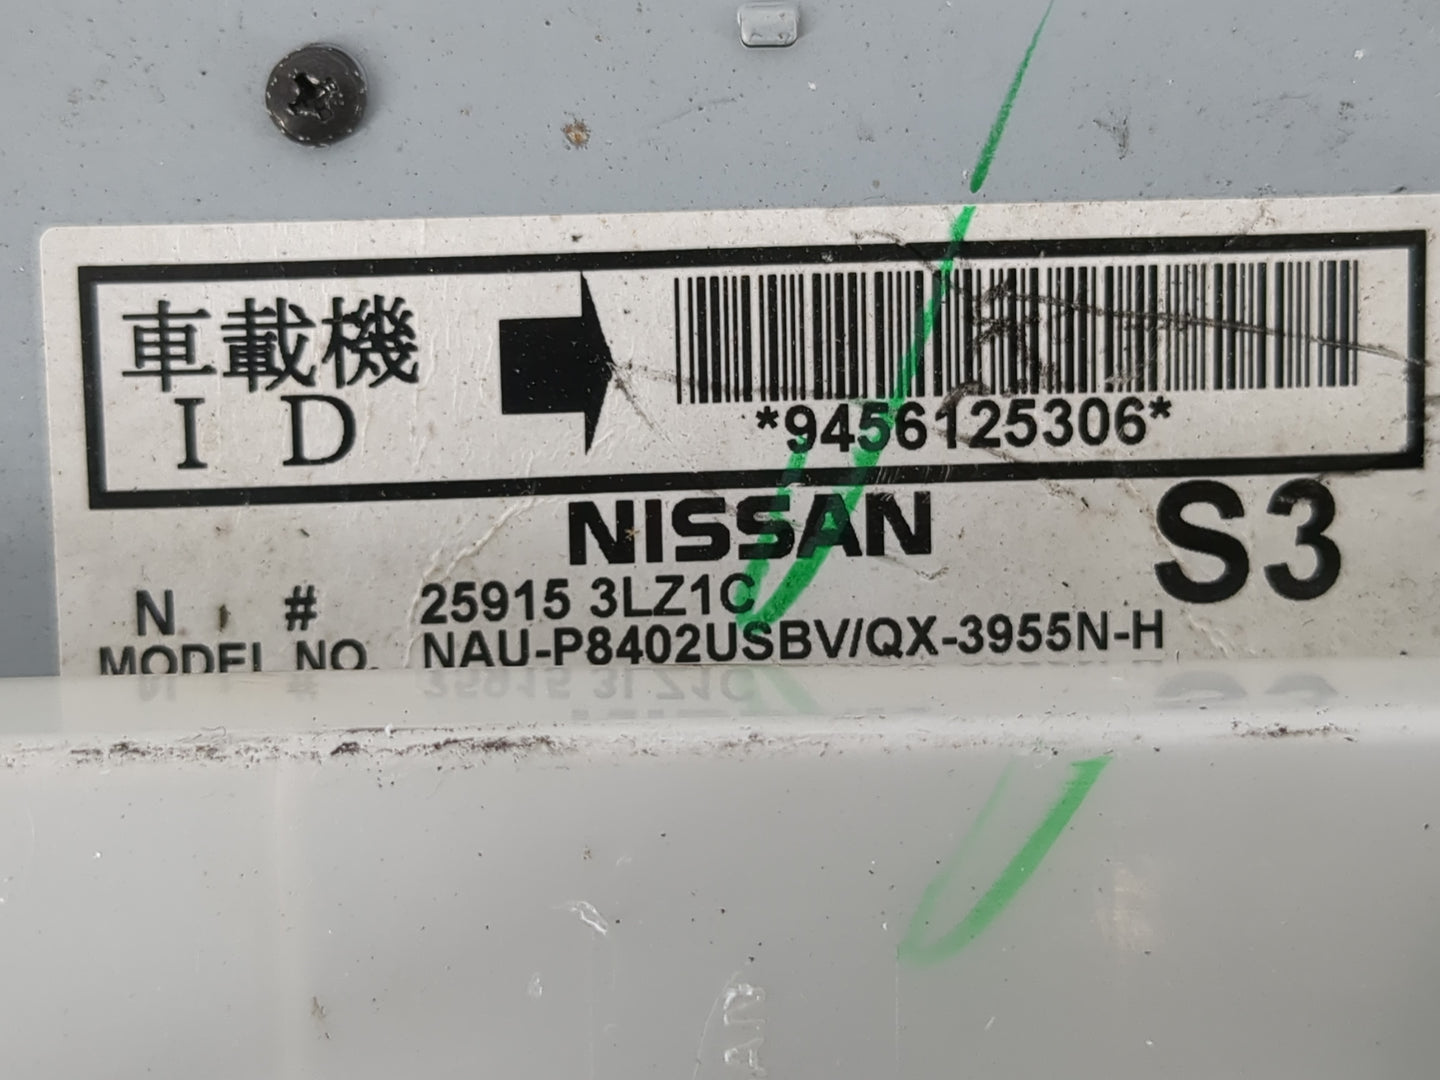 車載機
I D
*9456125306*
NISSAN
S3
N I # 25915 3LZ1C
MODEL NO. NAU-P8402USBV/QX-3955N-H